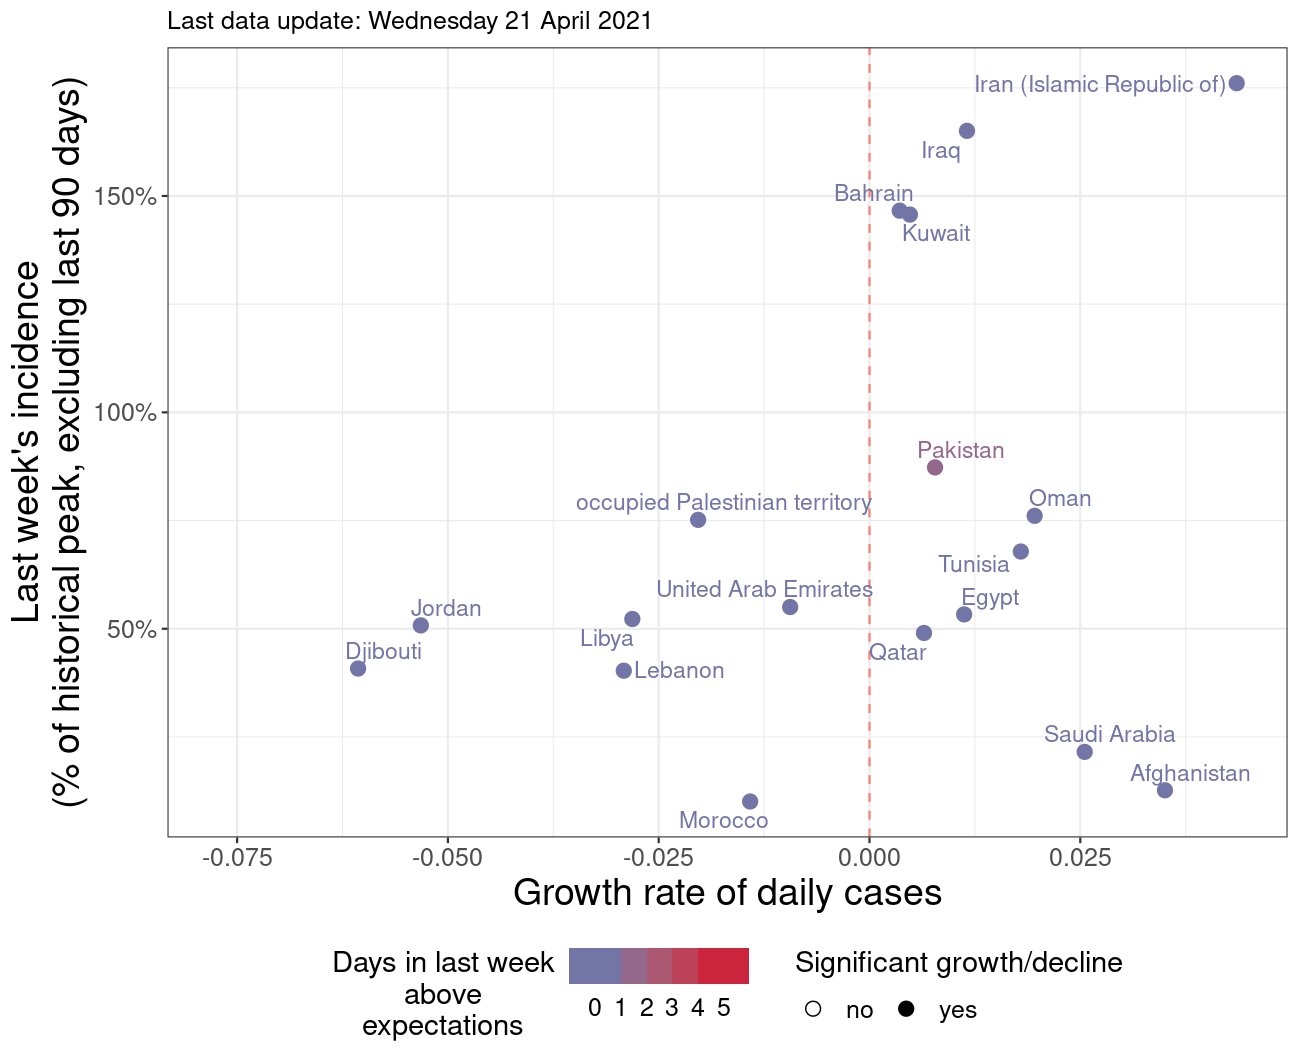 Last data update: Wednesday 21 April 2021
Last week's incidence
(% of historical peak, excluding last 90 days)
150%
100%
50%
Iran (Islamic Republic of)
Iraq
Bahrain
Kuwait
Pakistan
Oman
occupied Palestinian territory
Tunisia
United Arab Emirates
Egypt
Jordan
Libya
Qatar
Djibouti
Lebanon
Saudi Arabia
Afghanistan
Morocco
-0.075 -0.050 -0.025 0.000 0.025
Growth rate of daily cases
Days in last week
above
expectations
0 1 2 3 4 5
Significant growth/decline
no yes